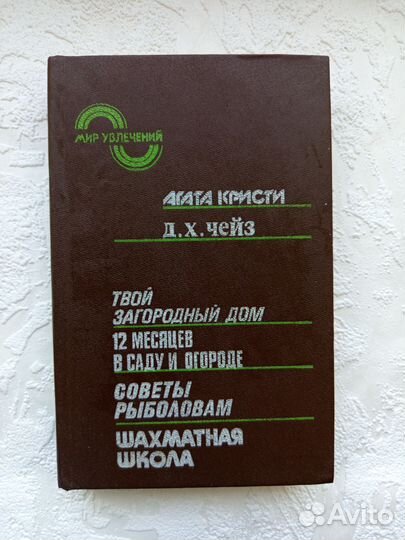 МИР УВЛЕЧЕНИЙ
АГАТА КРИСТИ
Д.Х.ЧЕЙЗ
ТВОЙ
ЗАГОРОДНЫЙ ДОМ
12 МЕСЯЦЕВ
В САДУ И ОГОРОДЕ
СОВЕТЫ
РЫБОЛОВАМ
ШАХМАТНАЯ
ШКОЛА
Avito